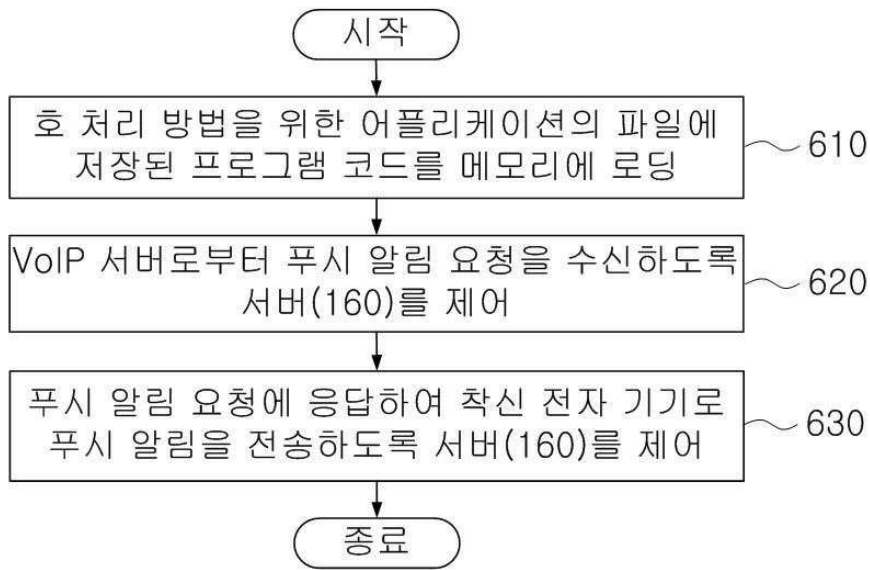 시작
호 처리 방법을 위한 어플리케이션의 파일에
저장된 프로그램 코드를 메모리에 로딩
610
VoIP 서버로부터 푸시 알림 요청을 수신하도록
서버(160)를 제어
620
푸시 알림 요청에 응답하여 착신 전자 기기로
푸시 알림을 전송하도록 서버(160)를 제어
630
종료